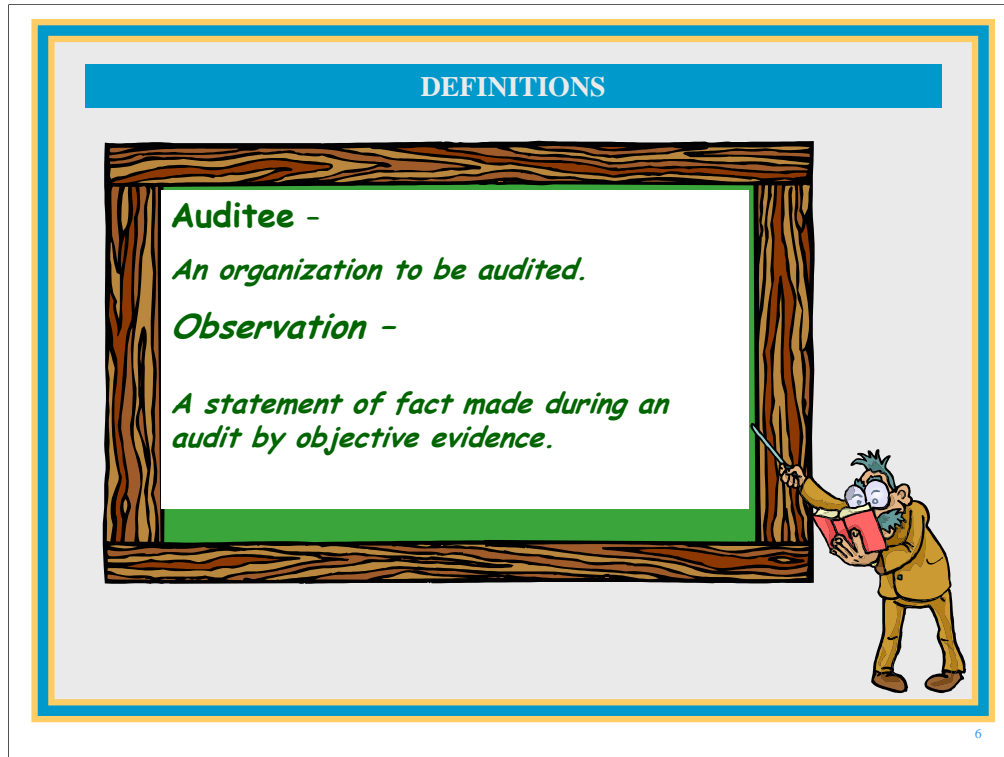 DEFINITIONS
Auditee -
An organization to be audited.
Observation –
A statement of fact made during an
audit by objective evidence.
6